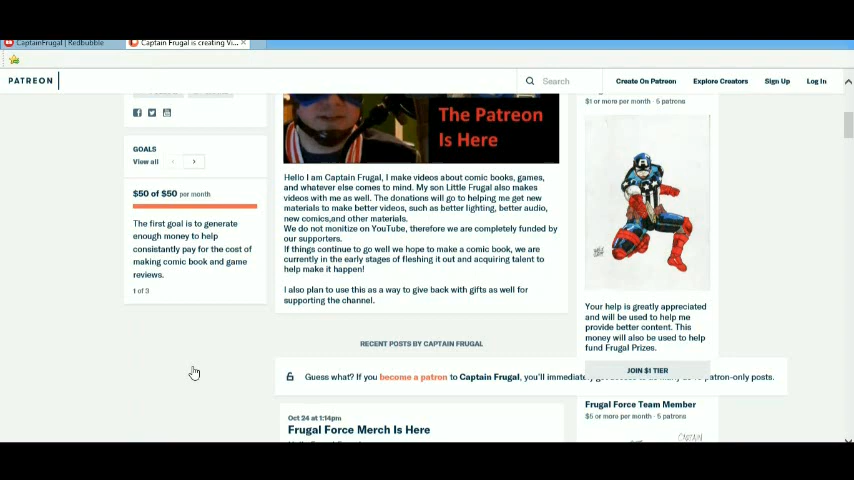 CaptainFrugal | Redbubble
Captain Frugal is creating Vi...
PATREON
Search
Create On Patreon
Explore Creators
Sign Up
Log In
GOALS
View all
$50 of $50 per month
The first goal is to generate
enough money to help
consistantly pay for the cost of
making comic book and game
reviews.
1 of 3
The Patreon
Is Here
Hello I am Captain Frugal, I make videos about comic books, games,
and whatever else comes to mind. My son Little Frugal also makes
videos with me as well. The donations will go to helping me get new
materials to make better videos, such as better lighting, better audio,
new comics,and other materials.
We do not monitize on YouTube, therefore we are completely funded by
our supporters.
If things continue to go well we hope to make a comic book, we are
currently in the early stages of fleshing it out and acquiring talent to
help make it happen!
I also plan to use this as a way to give back with gifts as well for
supporting the channel.
RECENT POSTS BY CAPTAIN FRUGAL
Guess what? If you become a patron to Captain Frugal, you'll immediately
patron-only posts.
Oct 24 at 1:14pm
Frugal Force Merch Is Here
$1 or more per month · 5 patrons
Your help is greatly appreciated
and will be used to help me
provide better content. This
money will also be used to help
fund Frugal Prizes.
JOIN $1 TIER
Frugal Force Team Member
$5 or more per month · 5 patrons
CAPTAIN